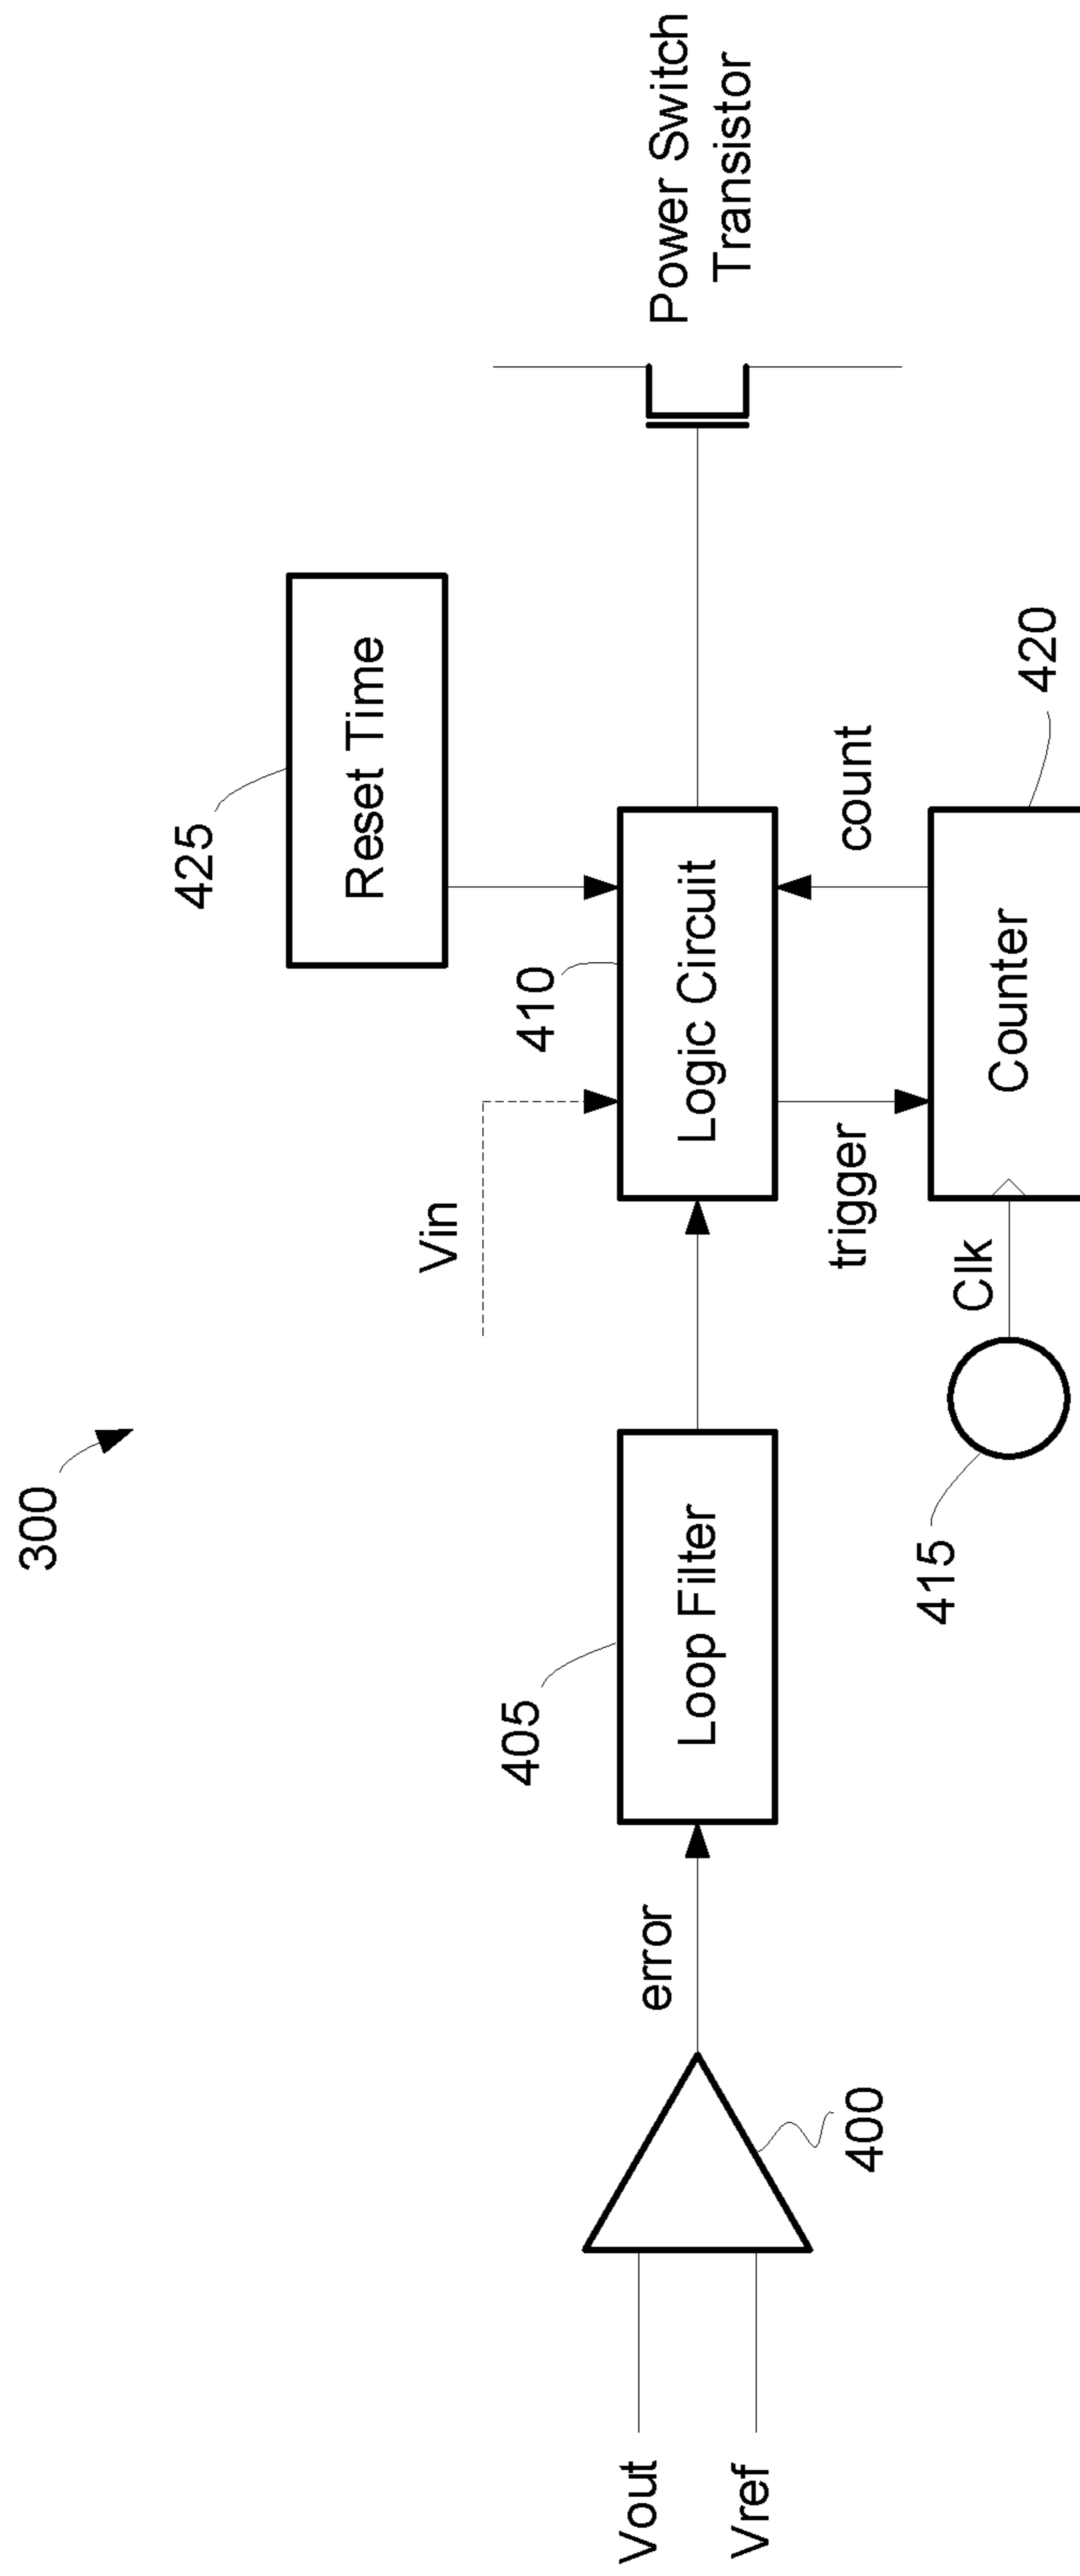 300
425
Reset Time
Vin
410
Power Switch
Transistor
405
error
Vout
Vref
400
Loop Filter
Logic Circuit
trigger
count
415
Clk
Counter
420